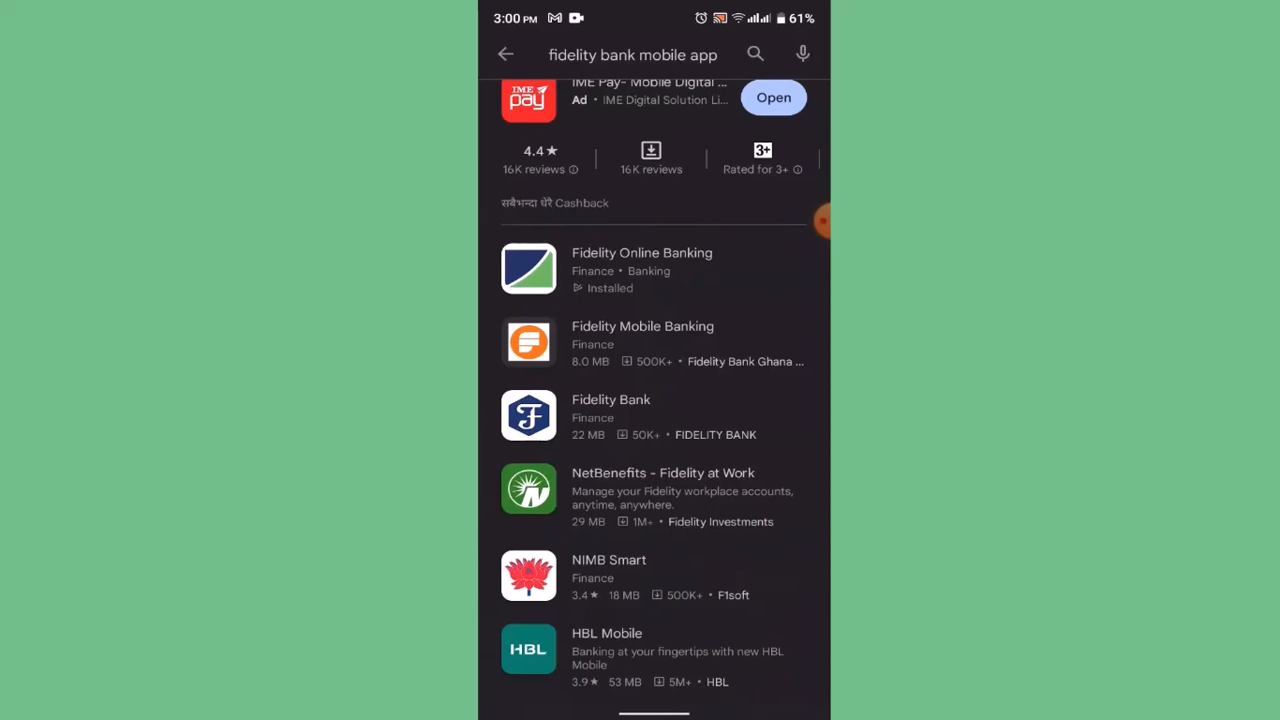 3:00 PM 61%
fidelity bank mobile app
IME Pay- Mobile Digital ...
IME pay
Ad • IME Digital Solution Li... Open
4.4★ 3+
16K reviews 16K reviews Rated for 3+
सबैभन्दा धेरै Cashback
Fidelity Online Banking
Finance • Banking
Installed
Fidelity Mobile Banking
Finance
8.0 MB 500K+ • Fidelity Bank Ghana ...
Fidelity Bank
Finance
22 MB 50K+ • FIDELITY BANK
NetBenefits - Fidelity at Work
Manage your Fidelity workplace accounts,
anytime, anywhere.
29 MB 1M+ • Fidelity Investments
NIMB Smart
Finance
3.4★ 18 MB 500K+ • F1soft
HBL Mobile
HBL
Banking at your fingertips with new HBL
Mobile
3.9★ 53 MB 5M+ • HBL